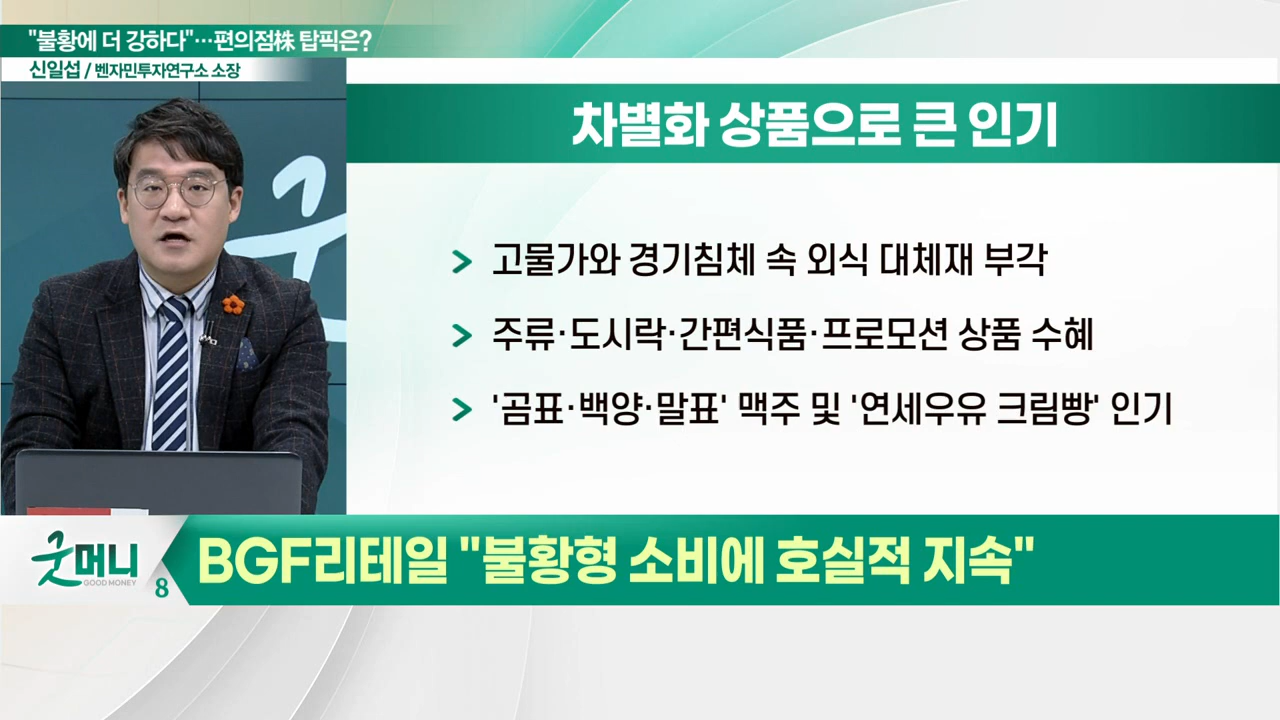 "불황에 더 강하다"…편의점株 탑픽은?
신일섭 / 벤자민투자연구소 소장
차별화 상품으로 큰 인기
> 고물가와 경기침체 속 외식 대체재 부각
> 주류·도시락·간편식품·프로모션 상품 수혜
> '곰표·백양·말표' 맥주 및 '연세우유 크림빵' 인기
굿머니
GOOD MONEY
8
BGF리테일 "불황형 소비에 호실적 지속"